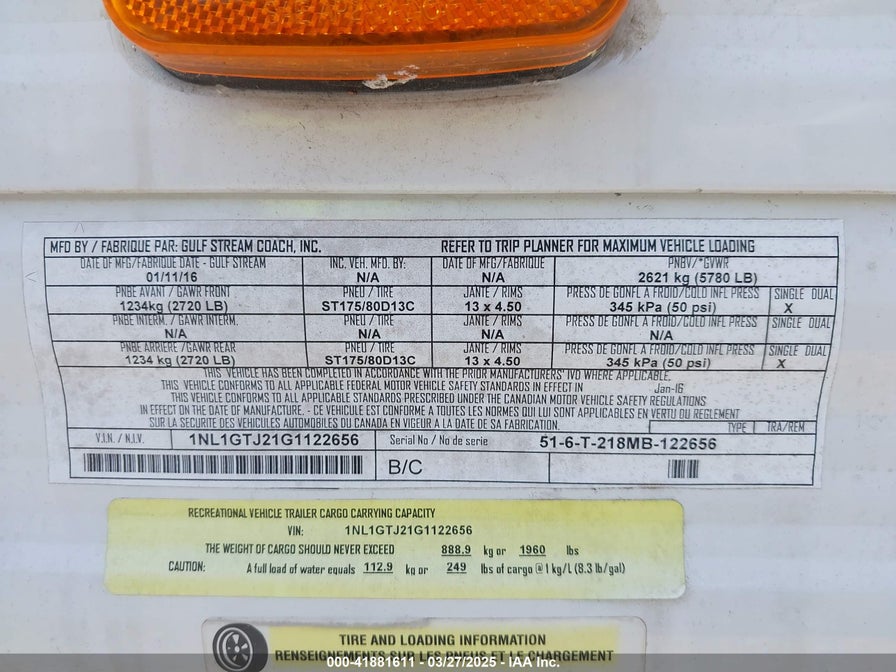 MFD BY / FABRIQUE PAR: GULF STREAM COACH, INC. REFER TO TRIP PLANNER FOR MAXIMUM VEHICLE LOADING
DATE OF MFG/FABRIQUE DATE - GULF STREAM INC. VEH. MFG. BY: DATE OF MFG/FABRIQUE PNBV/*GVWR
01/11/16 N/A N/A 2621 kg (5780 LB)
PNBE AVANT / GAWR FRONT PNEU / TIRE JANTE / RIMS PRESS DE GONFL A FROID/COLD INFL PRESS SINGLE DUAL
1234kg (2720 LB) ST175/80D13C 13 x 4.50 345 kPa (50 psi) X
PNBE INTERM. / GAWR INTERM. PNEU / TIRE JANTE / RIMS PRESS DE GONFL A FROID/COLD INFL PRESS SINGLE DUAL
N/A N/A N/A N/A
PNBE ARRIERE / GAWR REAR PNEU / TIRE JANTE / RIMS PRESS DE GONFL A FROID/COLD INFL PRESS SINGLE DUAL
1234 kg (2720 LB) ST175/80D13C 13 x 4.50 345 kPa (50 psi) X
THIS VEHICLE HAS BEEN COMPLETED IN ACCORDANCE WITH THE PRIOR MANUFACTURERS' IVD WHERE APPLICABLE.
THIS VEHICLE CONFORMS TO ALL APPLICABLE FEDERAL MOTOR VEHICLE SAFETY STANDARDS IN EFFECT IN Jan-16
THIS VEHICLE CONFORMS TO ALL APPLICABLE STANDARDS PRESCRIBED UNDER THE CANADIAN MOTOR VEHICLE SAFETY REGULATIONS
IN EFFECT ON THE DATE OF MANUFACTURE. - CE VEHICULE EST CONFORME A TOUTES LES NORMES QUI LUI SONT APPLICABLES EN VERTU DU REGLEMENT
SUR LA SECURITE DES VEHICULES AUTOMOBILES DU CANADA EN VIGEUR A LA DATE DE SA FABRICATION.
TYPE TRA/REM
V.I.N. / N.I.V. 1NL1GTJ21G1122656 Serial No / No de serie 51-6-T-218MB-122656
B/C
RECREATIONAL VEHICLE TRAILER CARGO CARRYING CAPACITY
VIN: 1NL1GTJ21G1122656
THE WEIGHT OF CARGO SHOULD NEVER EXCEED 888.9 kg or 1960 lbs
CAUTION: A full load of water equals 112.9 kg or 249 lbs of cargo @ 1 kg/L (8.3 lb/gal)
TIRE AND LOADING INFORMATION
RENSEIGNEMENTS SUR LES PNEUS ET LE CHARGEMENT
000-41881611 - 03/27/2025 - IAA Inc.